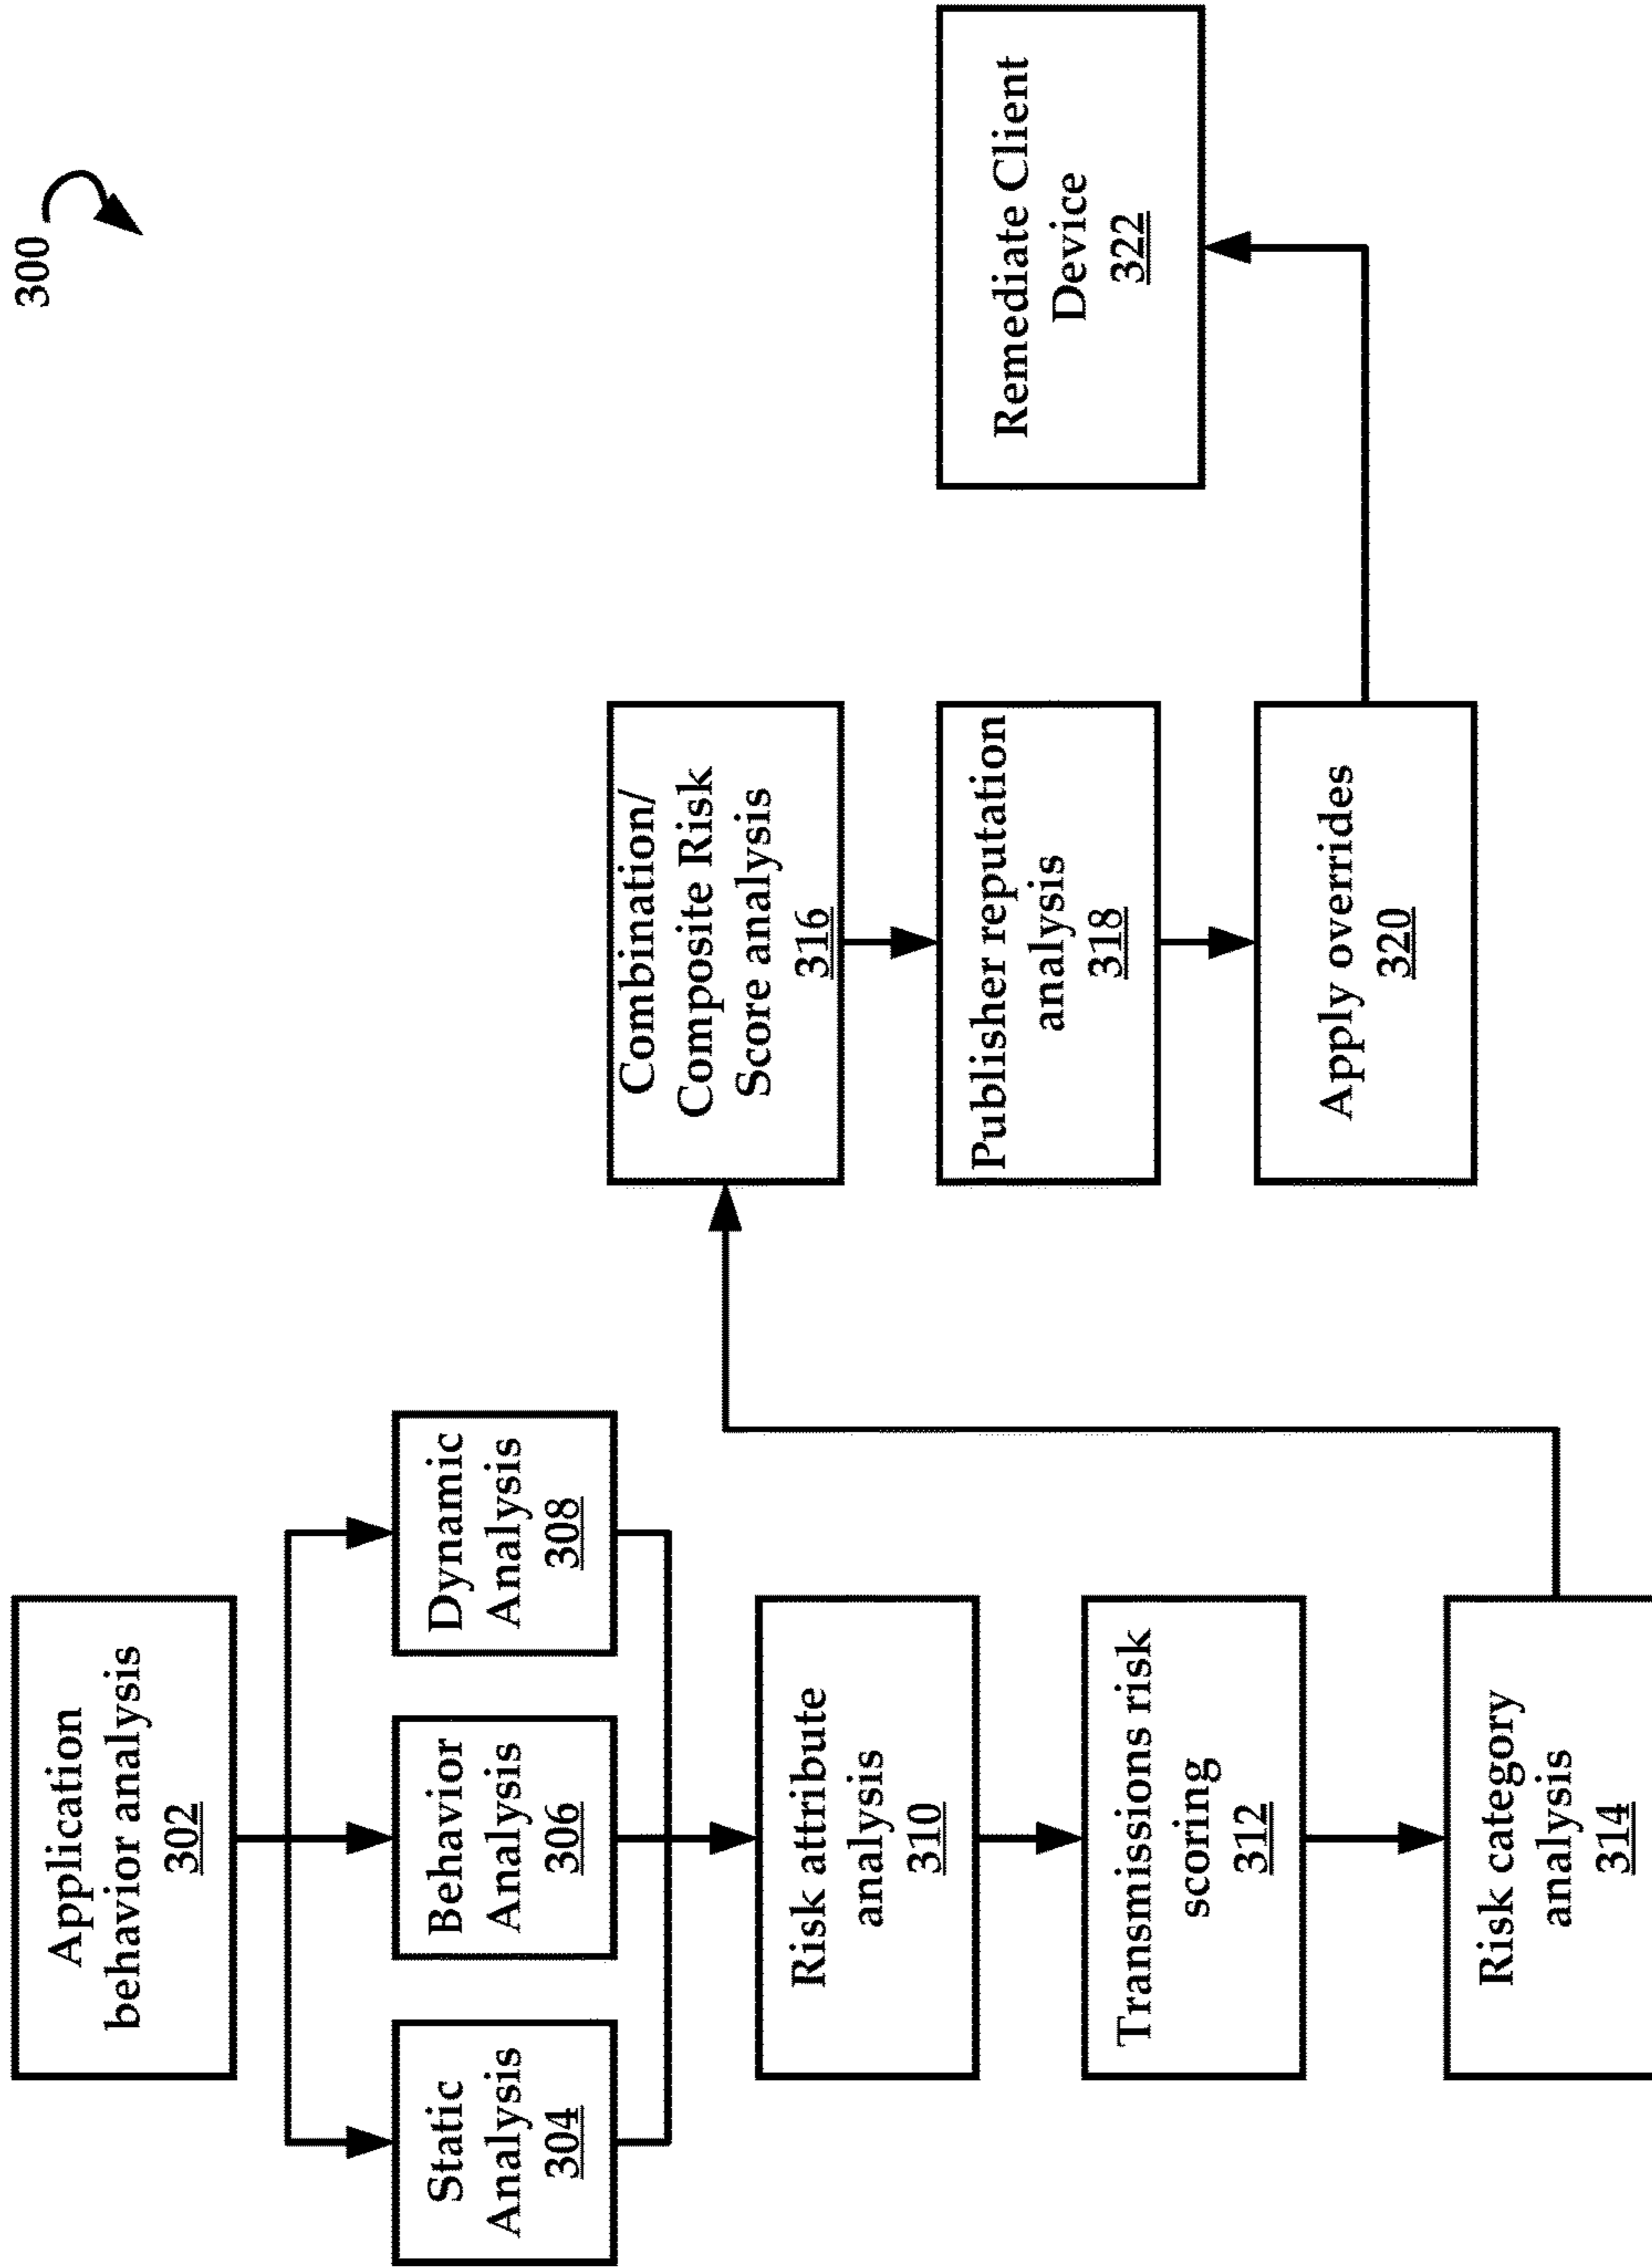 300
Application
behavior analysis
302
Static
Analysis
304
Behavior
Analysis
306
Dynamic
Analysis
308
Risk attribute
analysis
310
Transmissions risk
scoring
312
Risk category
analysis
314
Combination/
Composite Risk
Score analysis
316
Publisher reputation
analysis
318
Apply overrides
320
Remediate Client
Device
322